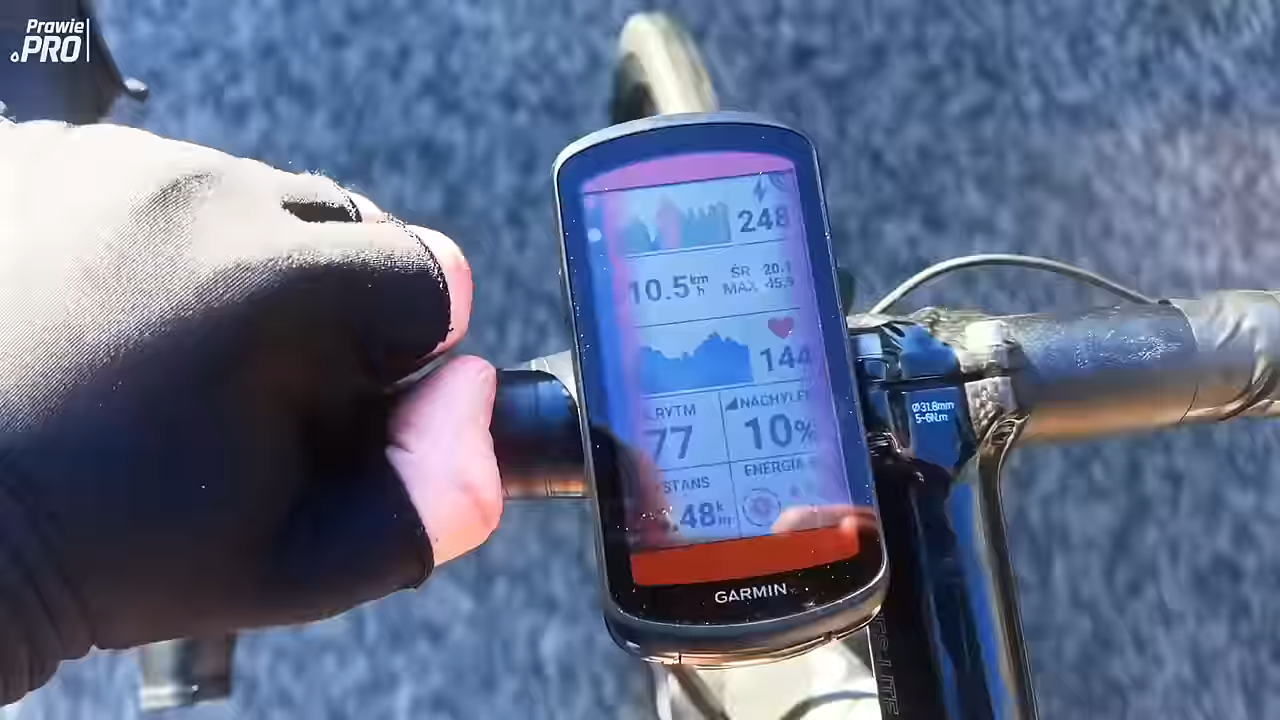 Prawie
.PRO
248
10.5 km h
ŚR 20.1
MAX 45.9
144
RYTM
77
NACHYLE
10%
STANS
.48 k m
ENERGIA
GARMIN
Ø31.8mm
5-6N.m